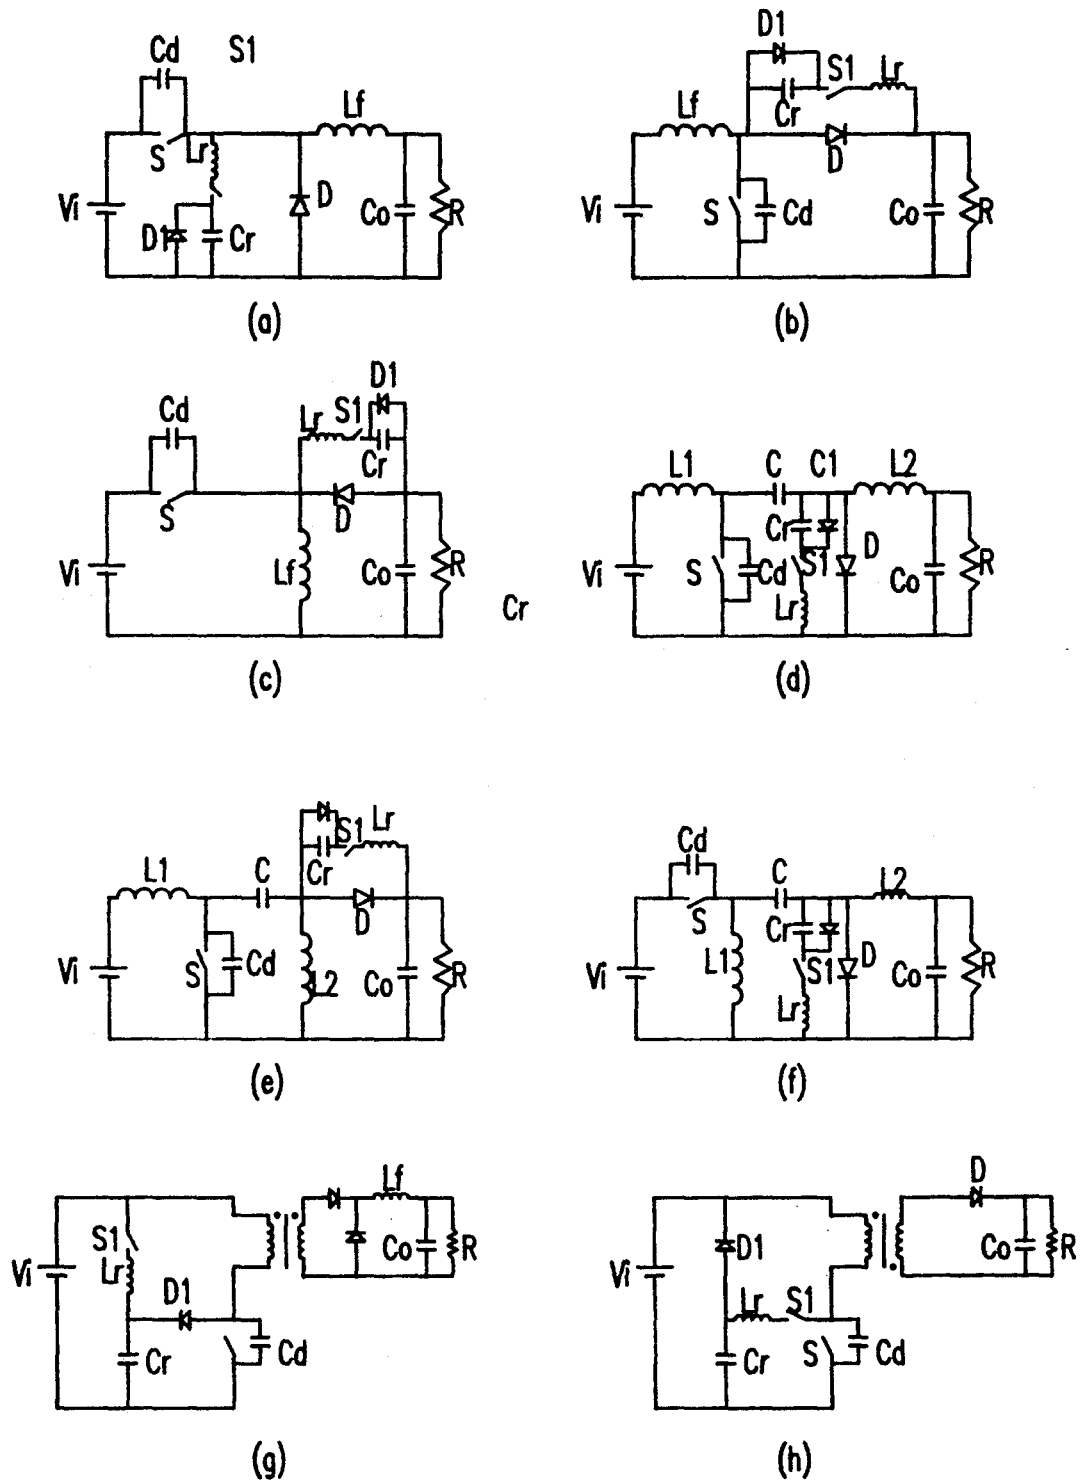 Cd S1
Lf
S Lr
Vi D1 Cr D Co R
(a)
D1
S1 Lr
Cr
Lf
D
Vi S Cd Co R
(b)
D1
Cd Lr S1
Cr
S D
Vi Lf Co R
Cr
(c)
L1 C C1 L2
Cr
Vi S Cd S1 D Co R
Lr
(d)
S1 Lr
L1 C Cr
D
Vi S Cd L2 Co R
(e)
Cd
C L2
S Cr
Vi L1 S1 D Co R
Lr
(f)
Lf
S1
Vi Lr Co R
D1
Cr Cd
(g)
D
D1 Co R
Vi
Lr S1
Cr S Cd
(h)